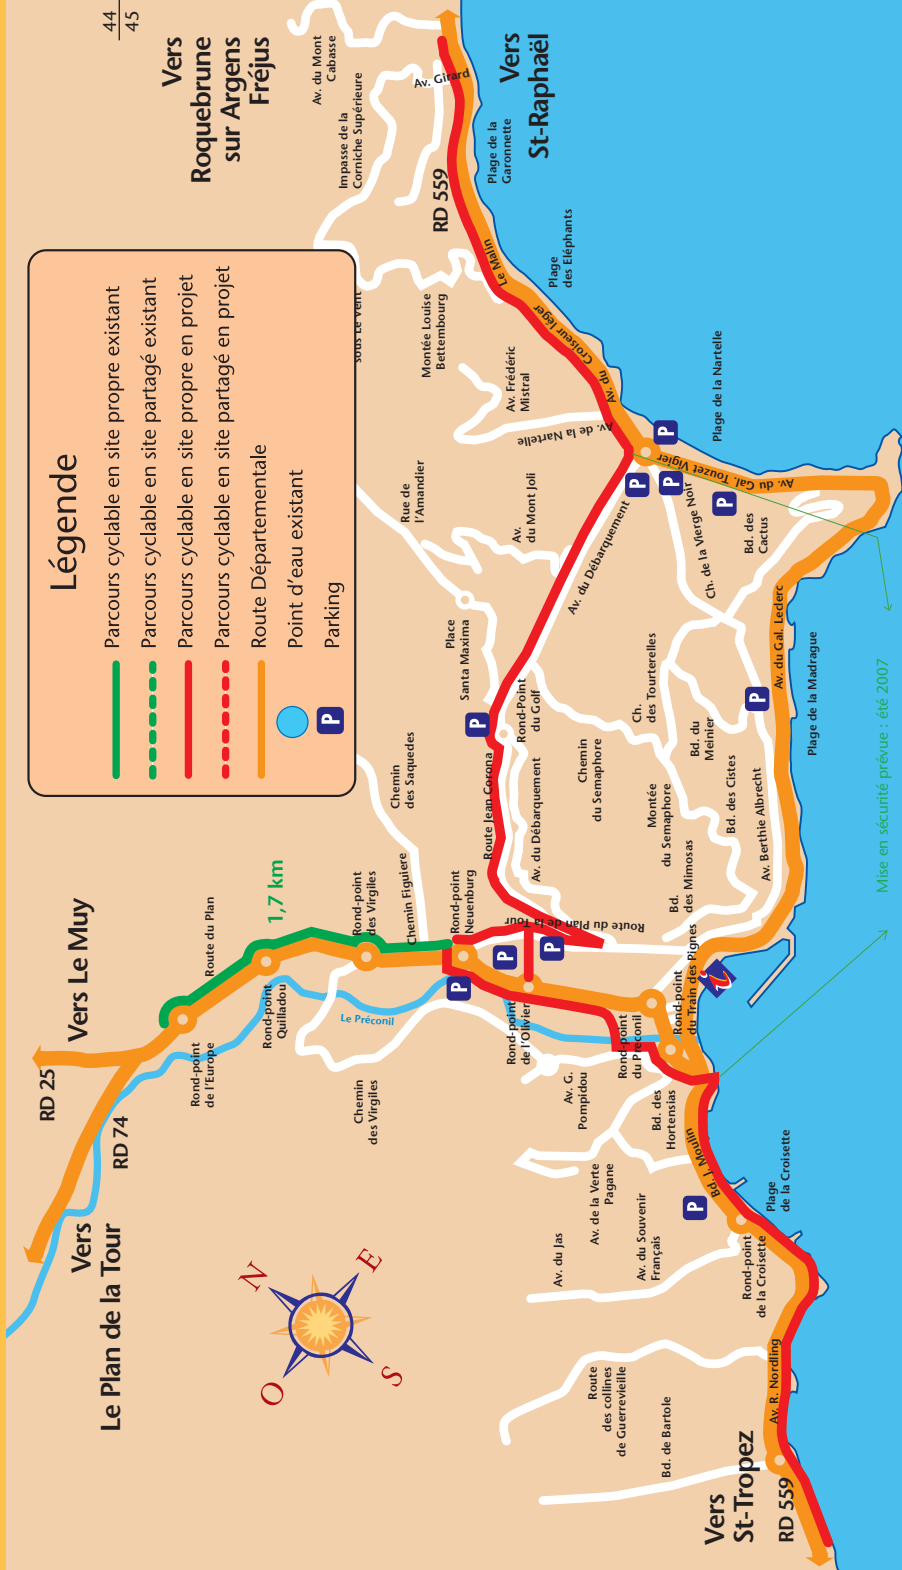 44
45
Vers
Roquebrune
sur Argens
Fréjus
Vers
St-Raphaël
Av. du Mont
Cabasse
Impasse de la
Corniche Supérieure
Av. Girard
RD 559
Plage de la
Garonnette
Le Malin
Plage
des Eléphants
Légende
Parcours cyclable en site propre existant
Parcours cyclable en site partagé existant
Parcours cyclable en site propre en projet
Parcours cyclable en site partagé en projet
Route Départementale
Point d'eau existant
P
Parking
sous Le Vent
Montée Louise
Bettembourg
Av. Frédéric
Mistral
Av. du Croiseur léger
Av. de la Nartelle
Plage de la Nartelle
P
P
P
P
Av. du Gal. Touzet Vigier
Rue de
l'Amandier
Av.
du Mont Joli
Av. du Débarquement
Ch. de la Vierge Noir
Bd. des
Cactus
Place
Santa Maxima
P
Rond-Point
du Golf
Ch.
des Tourterelles
Bd. du
Meinier
P
Av. du Gal. Leclerc
Plage de la Madrague
Mise en sécurité prévue : été 2007
Chemin
des Saquedes
Route Jean Corona
Av. du Débarquement
Chemin
du Semaphore
Montée
du Semaphore
Bd. des Cistes
Av. Berthie Albrecht
Bd.
des Mimosas
Vers Le Muy
1,7 km
Route du Plan
Rond-point
des Virgiles
Chemin Figuiere
Rond-point
Neuenburg
Route du Plan de la Tour
P
P
P
i
RD 25
Rond-point
de l'Europe
Rond-point
Quilladou
Le Préconil
Rond-point
de l'Olivier
Rond-point
du Préconil
Rond-point
du Train des Pignes
RD 74
Chemin
des Virgiles
Av. G.
Pompidou
Bd. des
Hortensias
Bd. J. Moulin
Plage
de la Croisette
Vers
Le Plan de la Tour
N
E
S
O
Av. de la Verte
Pagane
Av. du Jas
Av. du Souvenir
Français
P
Rond-point
de la Croisette
Route
des collines
de Guerrevieille
Bd. de Bartole
Av. R. Nordling
Vers
St-Tropez
RD 559